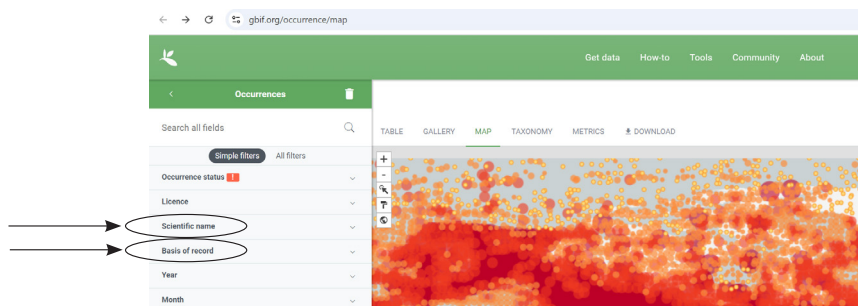 gbif.org/occurrence/map
Get data How-to Tools Community About
Occurrences
Search all fields
TABLE GALLERY MAP TAXONOMY METRICS DOWNLOAD
Simple filters All filters
Occurrence status !
Licence
Scientific name
Basis of record
Year
Month
+
-